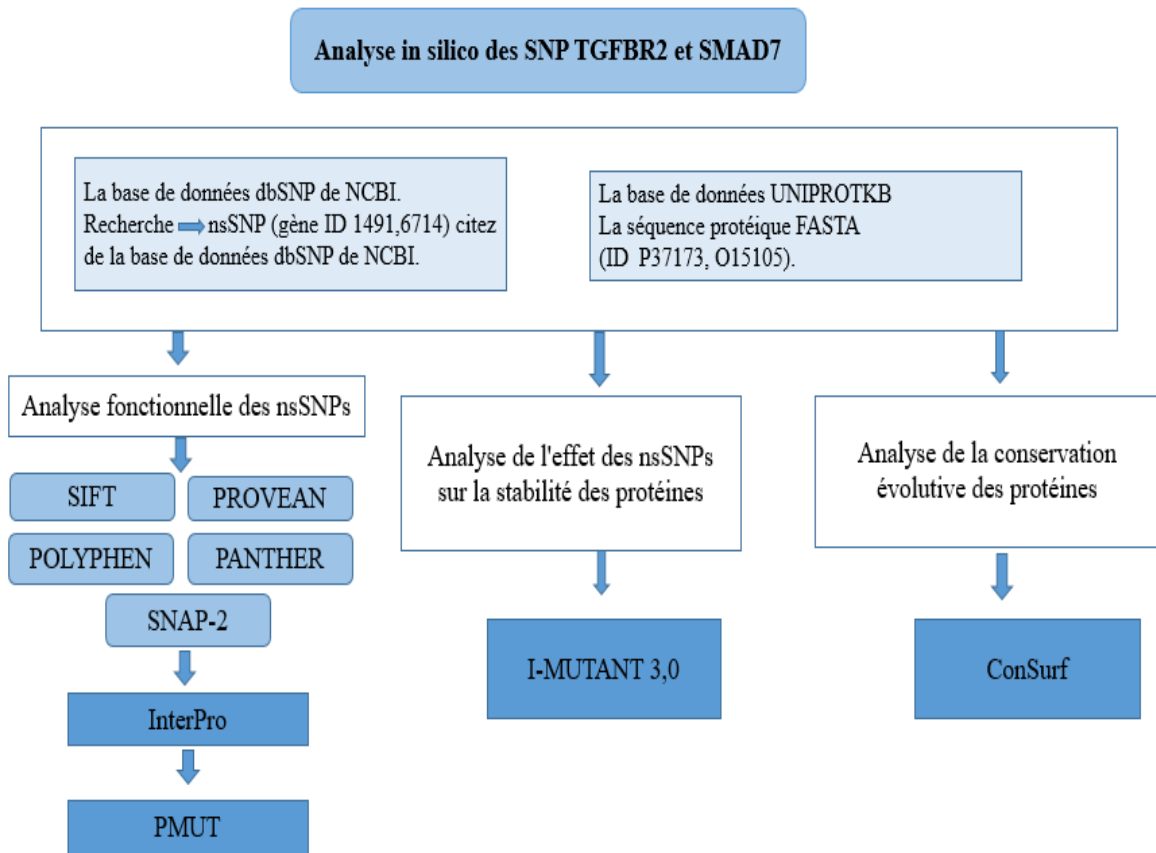 Analyse in silico des SNP TGFBR2 et SMAD7
La base de données dbSNP de NCBI.
Recherche nsSNP (gène ID 1491,6714) citez
de la base de données dbSNP de NCBI.
La base de données UNIPROTKB
La séquence protéique FASTA
(ID P37173, O15105).
Analyse fonctionnelle des nsSNPs
SIFT
PROVEAN
POLYPHEN
PANTHER
SNAP-2
InterPro
PMUT
Analyse de l'effet des nsSNPs
sur la stabilité des protéines
I-MUTANT 3,0
Analyse de la conservation
évolutive des protéines
ConSurf